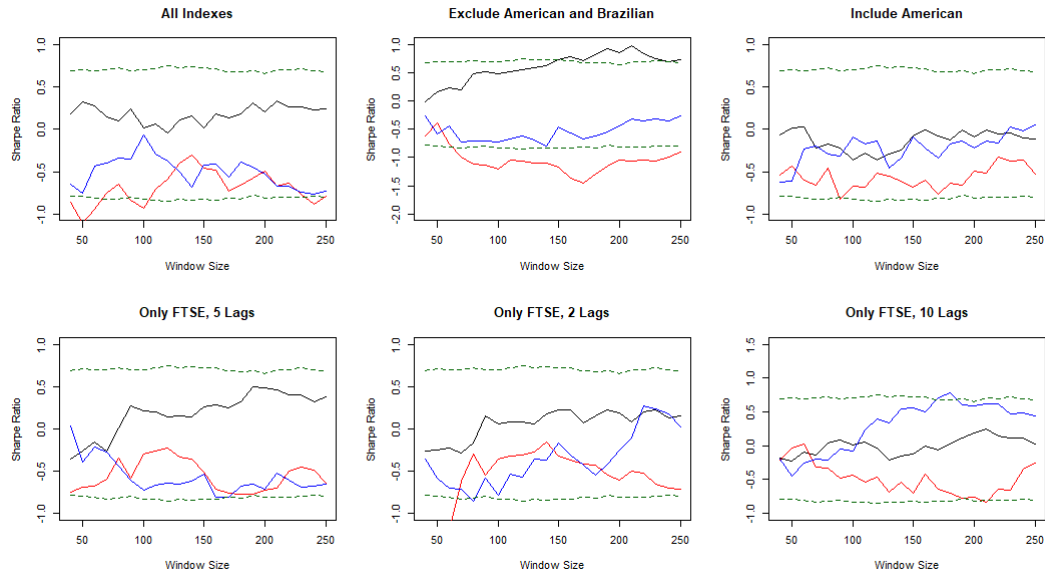 All Indexes
Sharpe Ratio
1.0
0.5
0.0
-0.5
-1.0
50 100 150 200 250
Window Size
Exclude American and Brazilian
Sharpe Ratio
1.0
0.5
0.0
-0.5
-1.0
-1.5
-2.0
50 100 150 200 250
Window Size
Include American
Sharpe Ratio
1.0
0.5
0.0
-0.5
-1.0
50 100 150 200 250
Window Size
Only FTSE, 5 Lags
Sharpe Ratio
1.0
0.5
0.0
-0.5
-1.0
50 100 150 200 250
Window Size
Only FTSE, 2 Lags
Sharpe Ratio
1.0
0.5
0.0
-0.5
-1.0
50 100 150 200 250
Window Size
Only FTSE, 10 Lags
Sharpe Ratio
1.5
1.0
0.5
0.0
-0.5
-1.0
50 100 150 200 250
Window Size